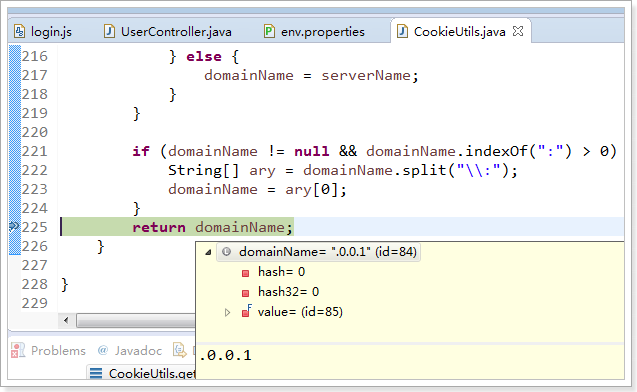 login.js UserController.java env.properties CookieUtils.java
216 } else {
217 domainName = serverName;
218 }
219 }
220
221 if (domainName != null && domainName.indexOf(":") > 0)
222 String[] ary = domainName.split("\\:");
223 domainName = ary[0];
224 }
225 return domainName;
226 }
227
228 }
229
domainName= ".0.0.1" (id=84)
hash= 0
hash32= 0
value= (id=85)
.0.0.1
Problems @ Javadoc
CookieUtils.get